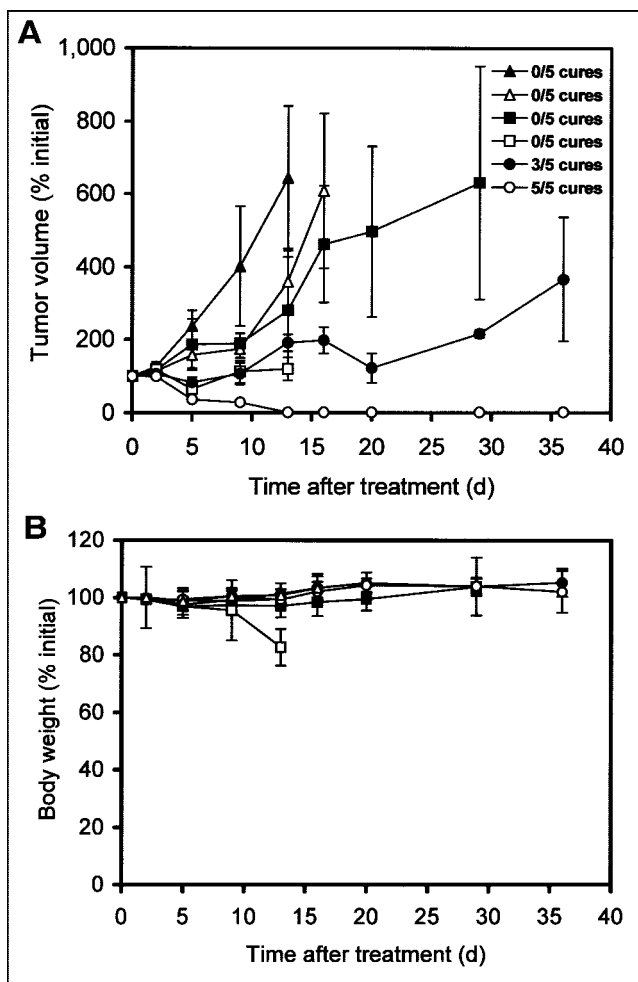 A
1,000
800
600
400
200
0
Tumor volume (% initial)
0/5 cures
0/5 cures
0/5 cures
0/5 cures
3/5 cures
5/5 cures
0 5 10 15 20 25 30 35 40
Time after treatment (d)
B
120
100
80
60
40
20
0
Body weight (% initial)
0 5 10 15 20 25 30 35 40
Time after treatment (d)